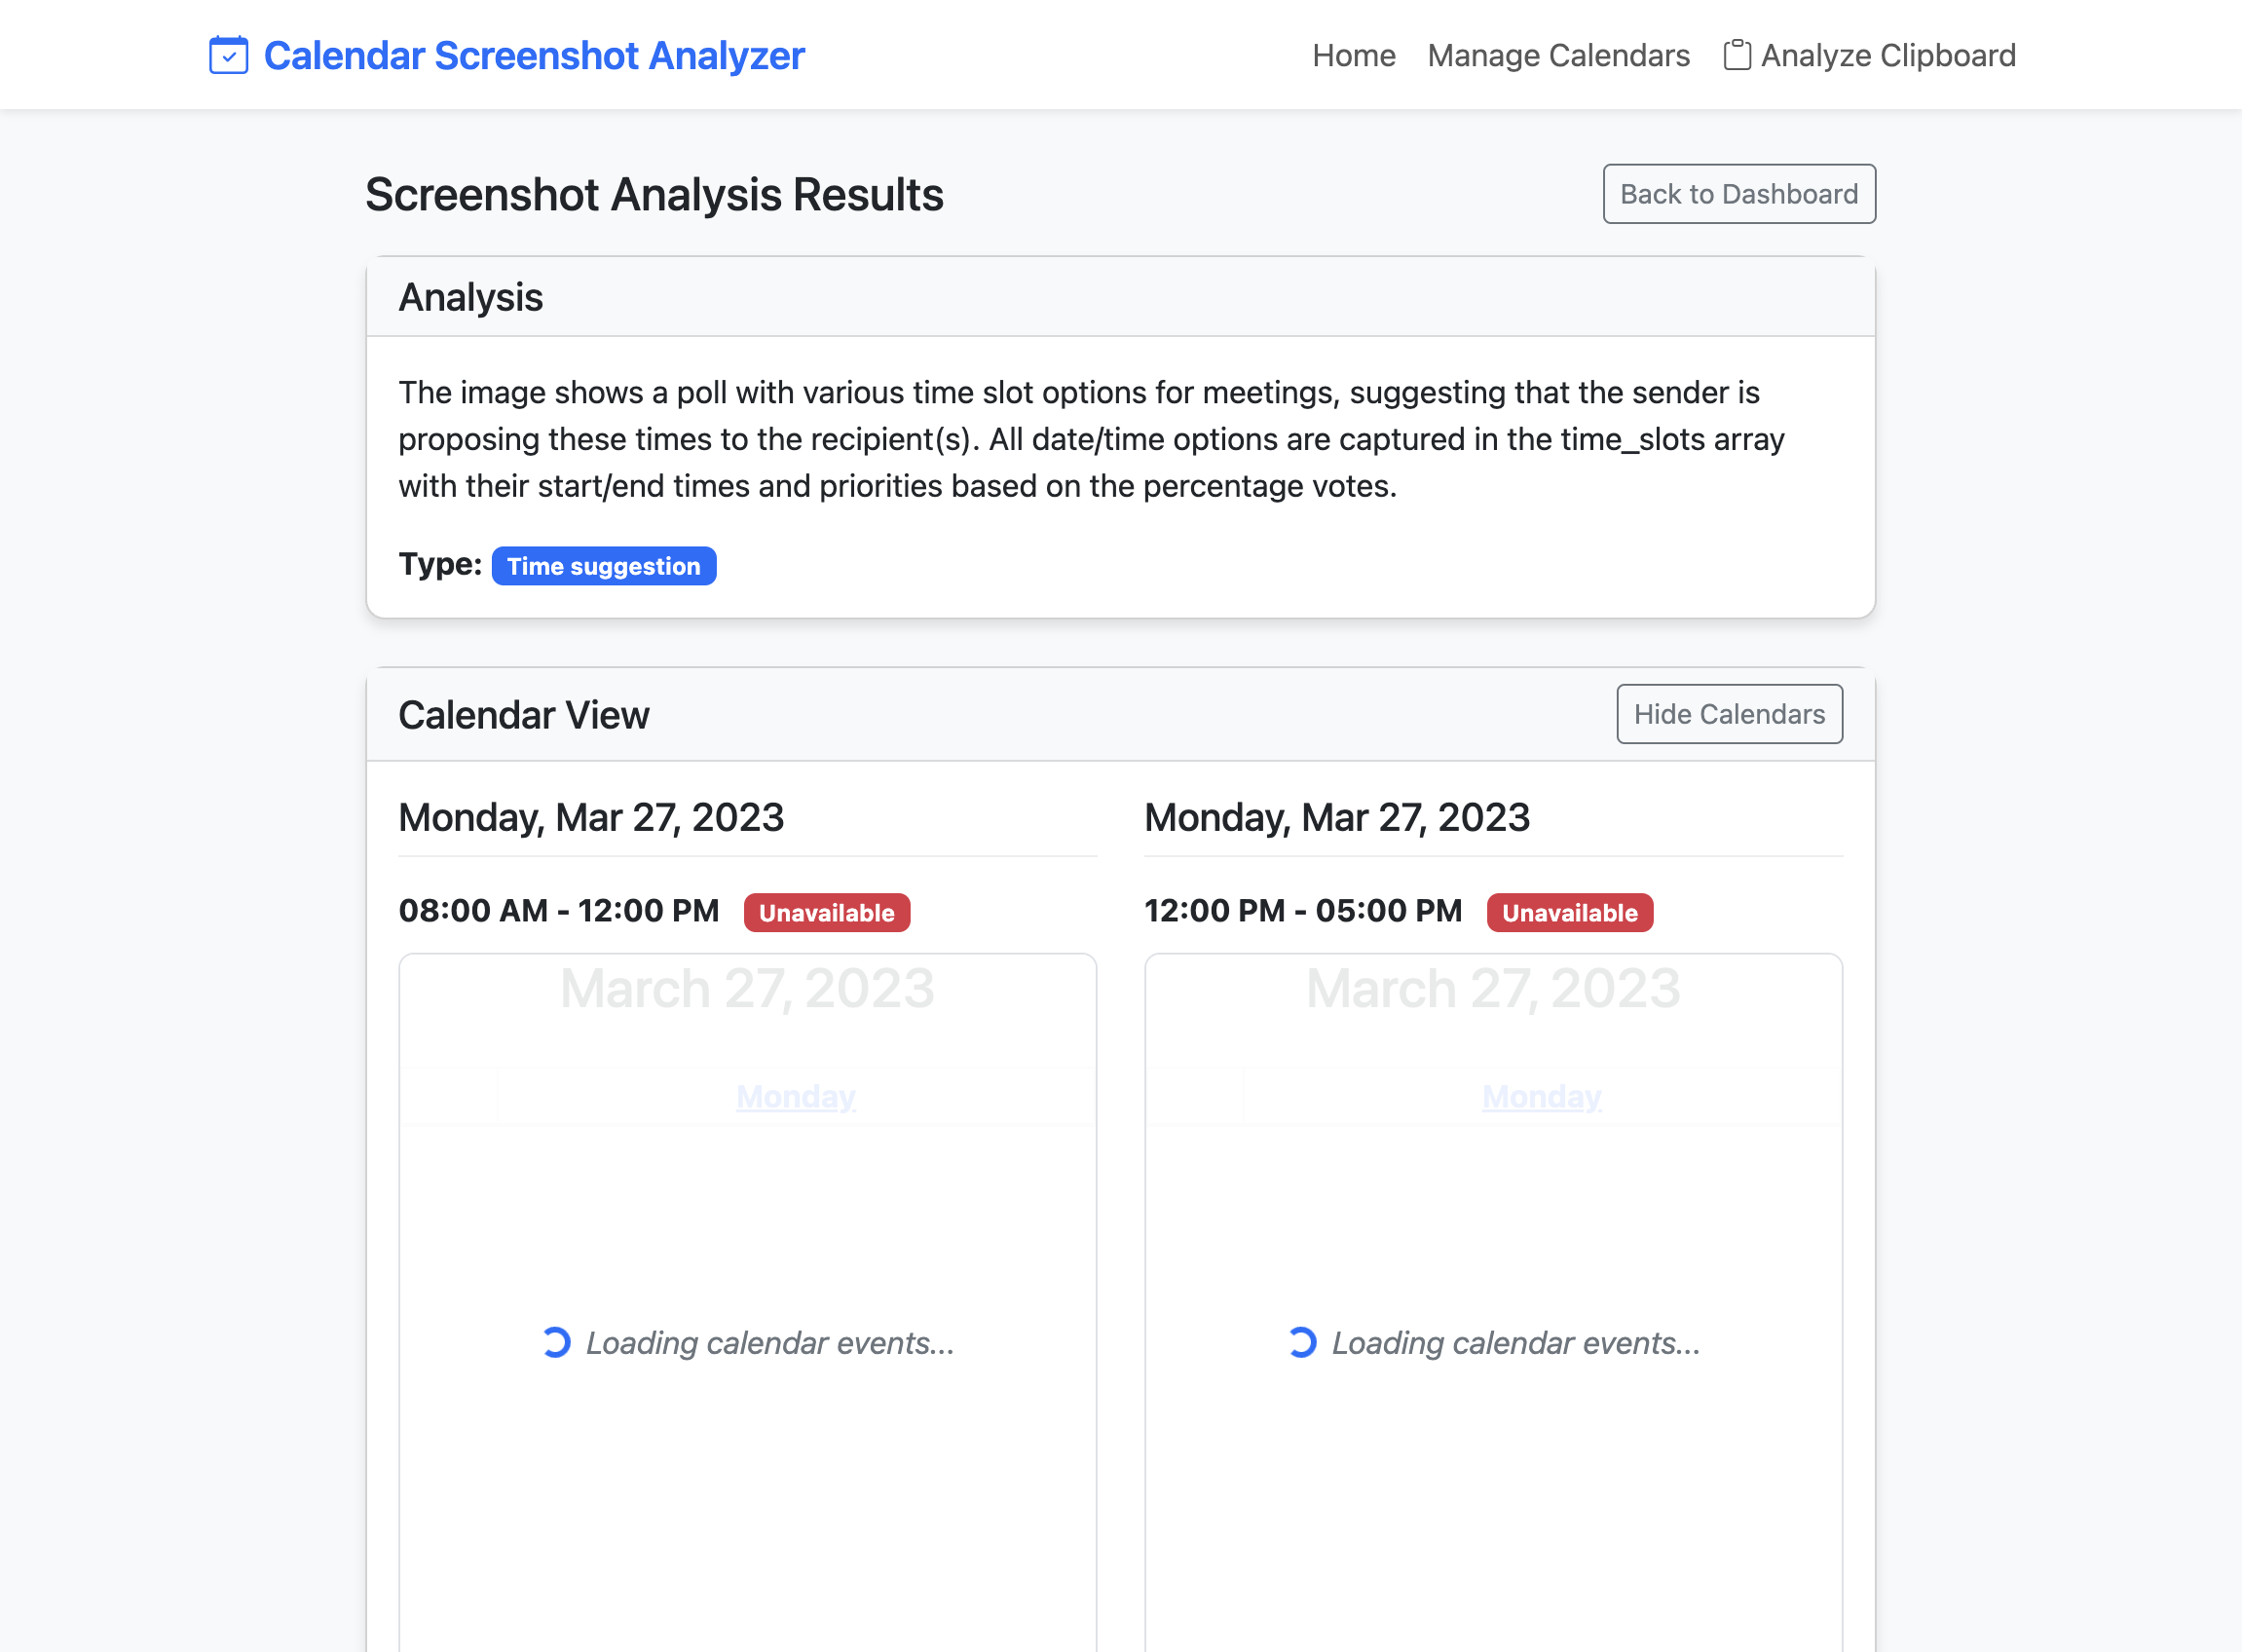 Calendar Screenshot Analyzer
Home Manage Calendars Analyze Clipboard
Screenshot Analysis Results
Back to Dashboard
Analysis
The image shows a poll with various time slot options for meetings, suggesting that the sender is
proposing these times to the recipient(s). All date/time options are captured in the time_slots array
with their start/end times and priorities based on the percentage votes.
Type: Time suggestion
Calendar View
Hide Calendars
Monday, Mar 27, 2023
08:00 AM - 12:00 PM Unavailable
March 27, 2023
Monday
Loading calendar events...
Monday, Mar 27, 2023
12:00 PM - 05:00 PM Unavailable
March 27, 2023
Monday
Loading calendar events...